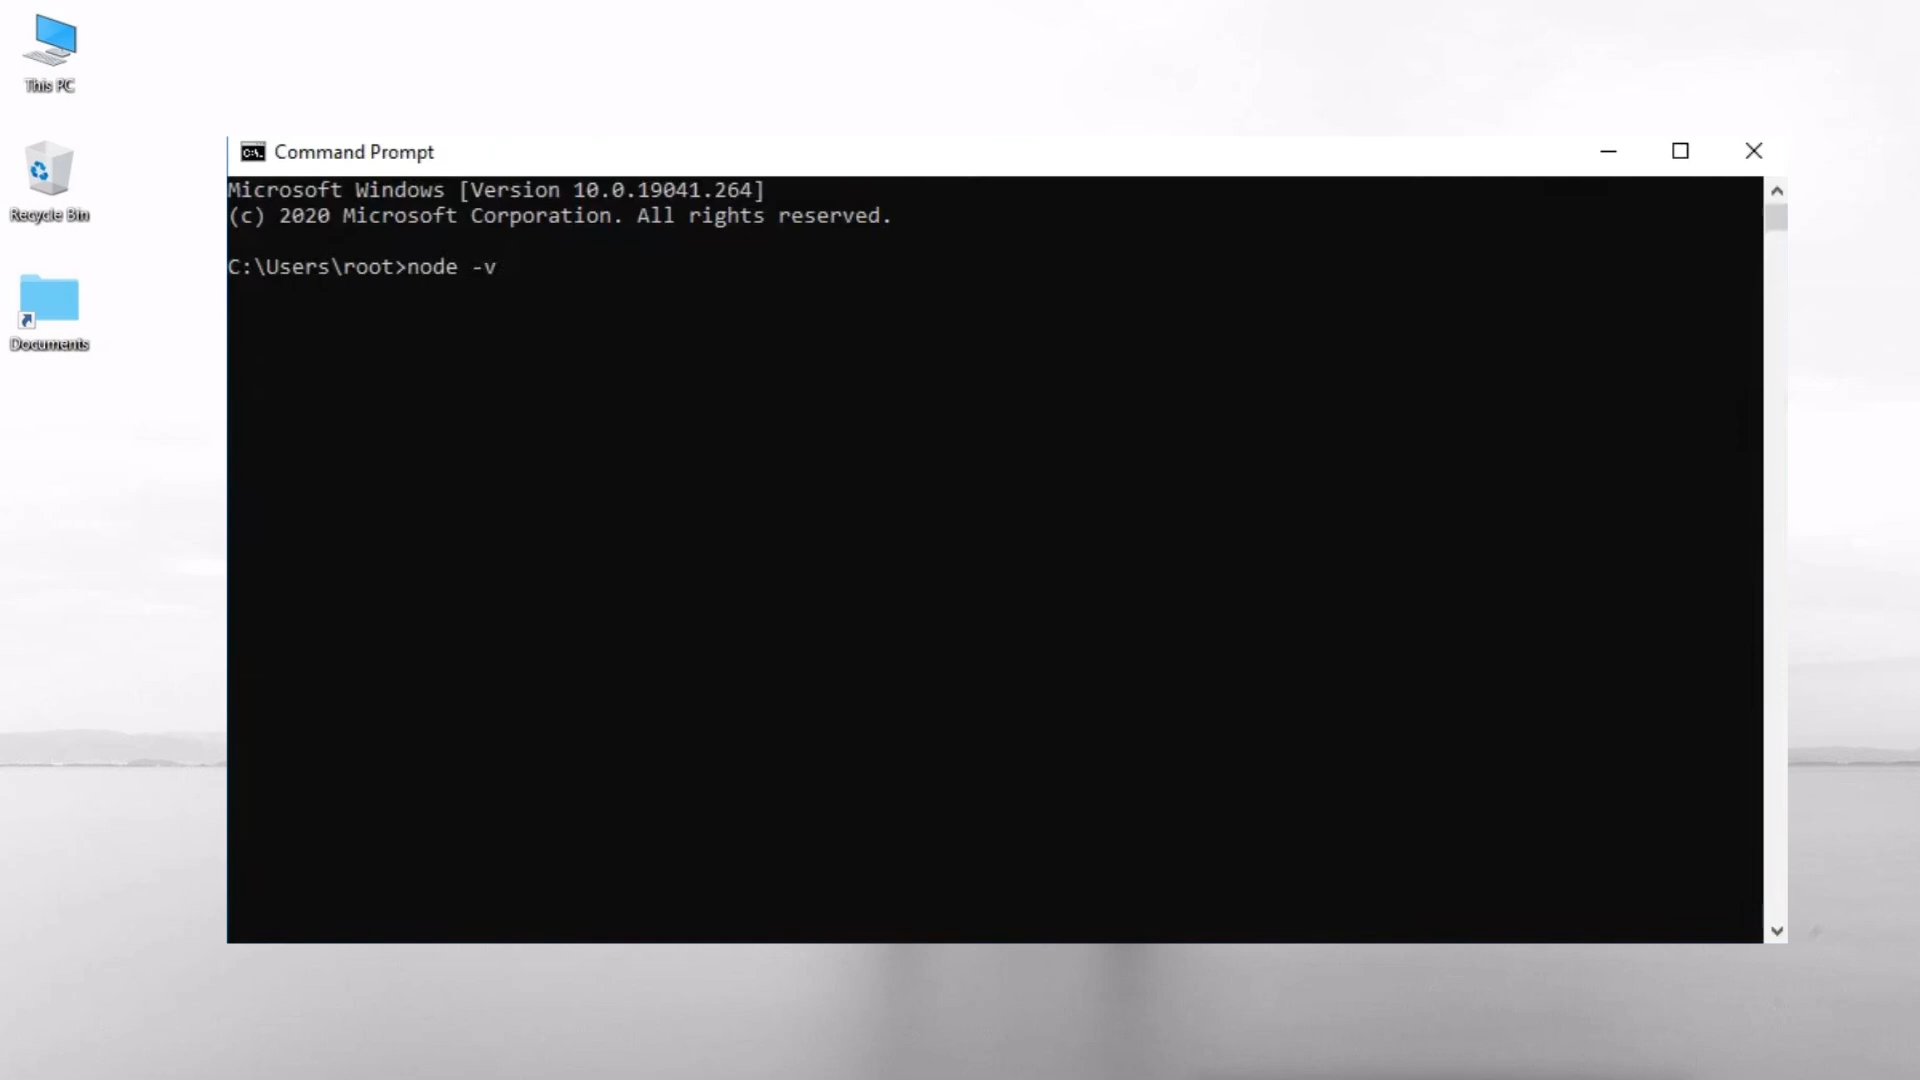 This PC
Recycle Bin
Documents
Command Prompt
Microsoft Windows [Version 10.0.19041.264]
(c) 2020 Microsoft Corporation. All rights reserved.
C:\Users\root>node -v